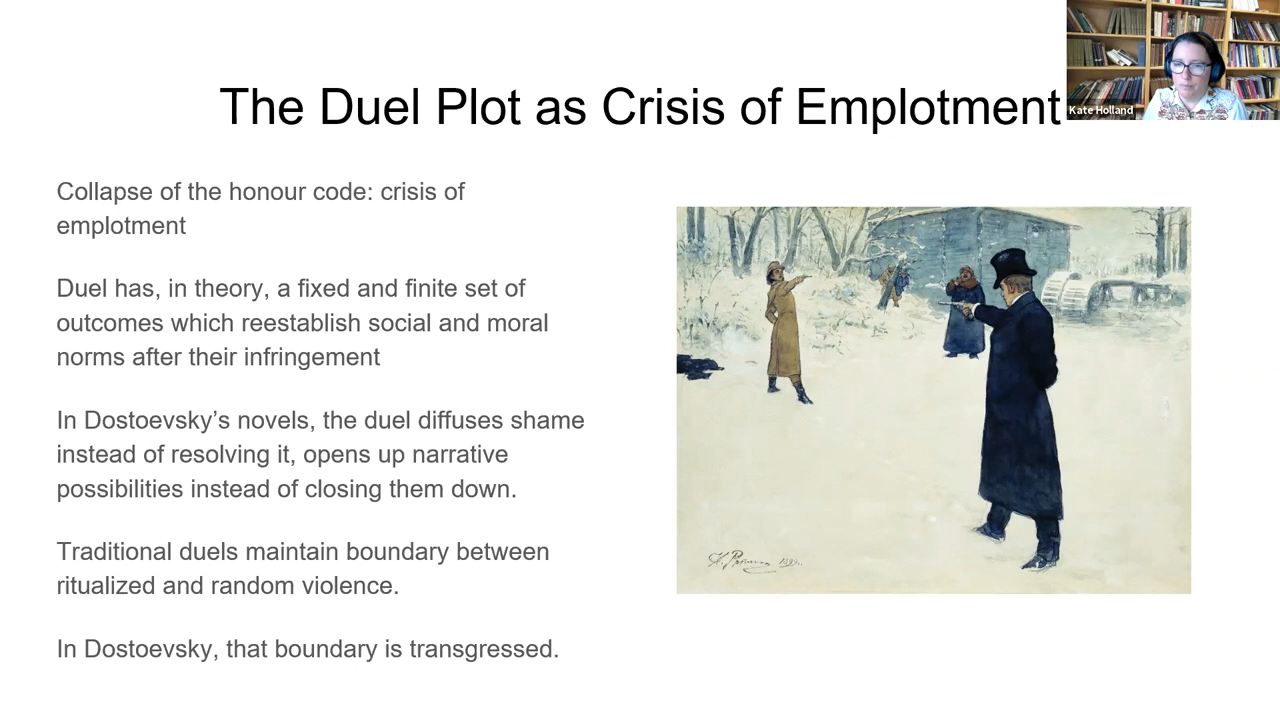 The Duel Plot as Crisis of Emplotment
Kate Holland
Collapse of the honour code: crisis of
emplotment
Duel has, in theory, a fixed and finite set of
outcomes which reestablish social and moral
norms after their infringement
In Dostoevsky’s novels, the duel diffuses shame
instead of resolving it, opens up narrative
possibilities instead of closing them down.
Traditional duels maintain boundary between
ritualized and random violence.
In Dostoevsky, that boundary is transgressed.